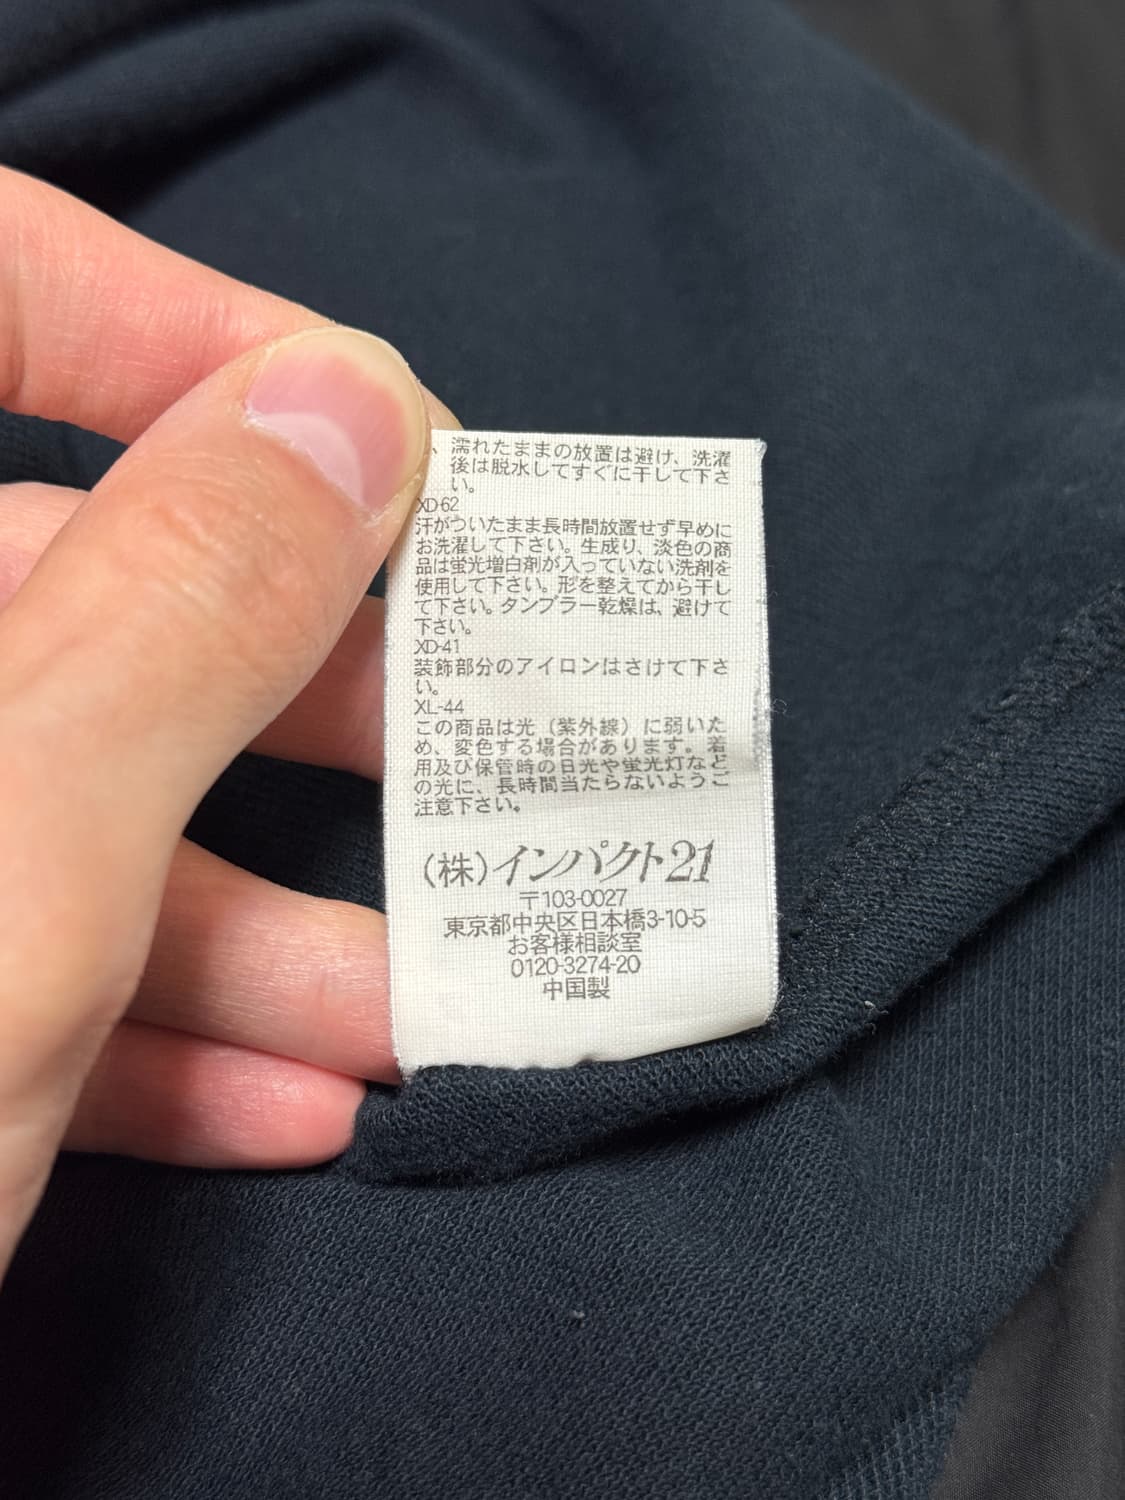 、濡れたままの放置は避け、洗濯
後は脱水してすぐに干して下さ
い。
XD-62
汗がついたまま長時間放置せず早めに
お洗濯して下さい。生成り、淡色の商
品は蛍光増白剤が入っていない洗剤を
使用して下さい。形を整えてから干し
て下さい。タンブラー乾燥は、避けて
下さい。
XD-41
装飾部分のアイロンはさけて下さ
い。
XL-44
この商品は光（紫外線）に弱いた
め、変色する場合があります。着
用及び保管時の日光や蛍光灯など
の光に、長時間当たらないようご
注意下さい。
(株)インパクト21
〒103-0027
東京都中央区日本橋3-10-5
お客様相談室
0120-3274-20
中国製